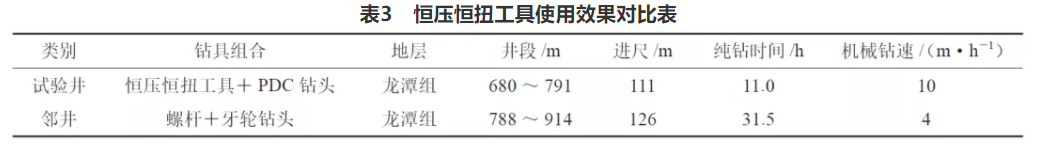 表3 恒压恒扭工具使用效果对比表
类别 钻具组合 地层 井段 /m 进尺 /m 纯钻时间 /h 机械钻速 /（m·h⁻¹）
试验井 恒压恒扭工具＋PDC 钻头 龙潭组 680～791 111 11.0 10
邻井 螺杆＋牙轮钻头 龙潭组 788～914 126 31.5 4